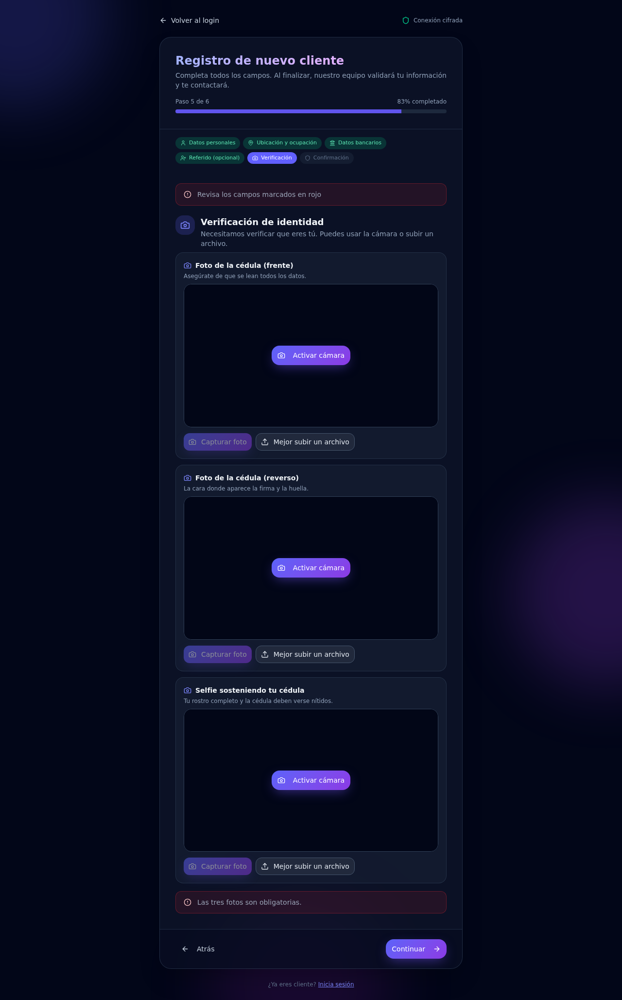 Volver al login
Conexión cifrada
Registro de nuevo cliente
Completa todos los campos. Al finalizar, nuestro equipo validará tu información
y te contactará.
Paso 5 de 6
83% completado
Datos personales
Ubicación y ocupación
Datos bancarios
Referido (opcional)
Verificación
Confirmación
Revisa los campos marcados en rojo
Verificación de identidad
Necesitamos verificar que eres tú. Puedes usar la cámara o subir un
archivo.
Foto de la cédula (frente)
Asegúrate de que se lean todos los datos.
Activar cámara
Capturar foto
Mejor subir un archivo
Foto de la cédula (reverso)
La cara donde aparece la firma y la huella.
Activar cámara
Capturar foto
Mejor subir un archivo
Selfie sosteniendo tu cédula
Tu rostro completo y la cédula deben verse nítidos.
Activar cámara
Capturar foto
Mejor subir un archivo
Las tres fotos son obligatorias.
Atrás
Continuar
¿Ya eres cliente? Inicia sesión